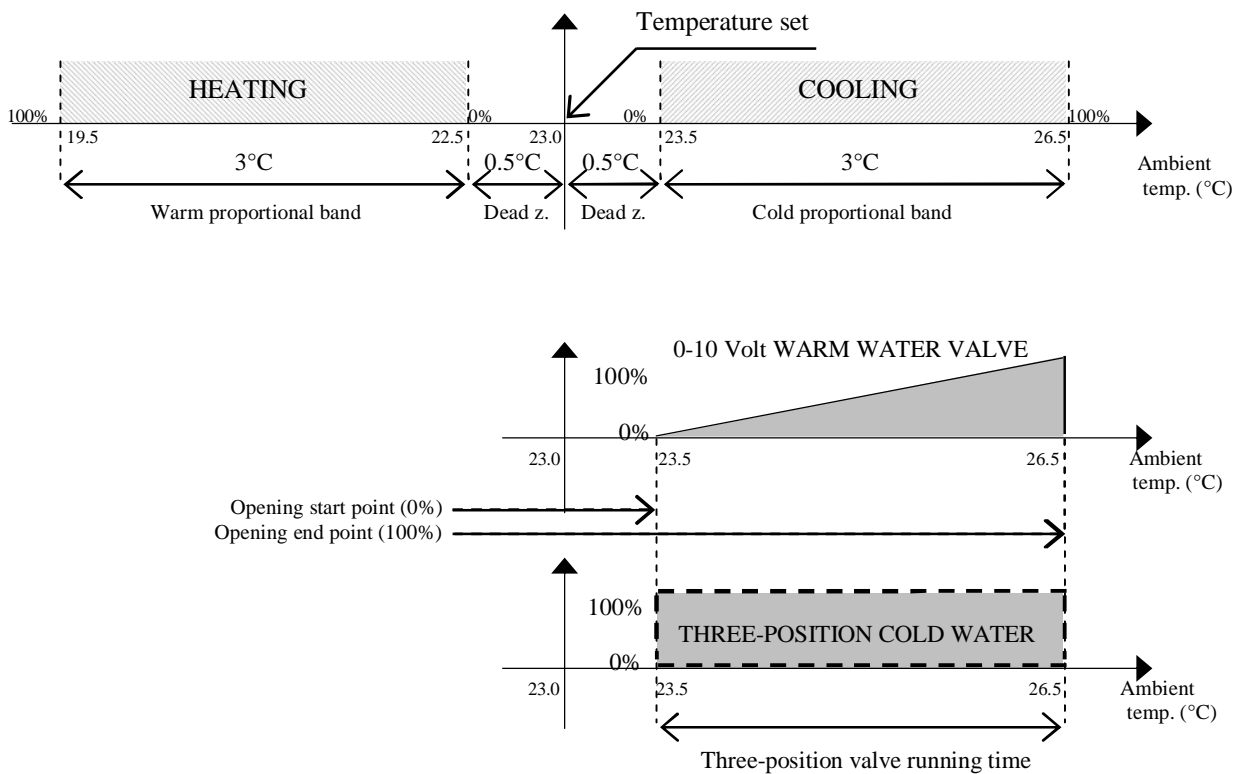 Temperature set
HEATING
COOLING
100%
0%
0%
100%
19.5
22.5
23.0
23.5
26.5
3°C
0.5°C
0.5°C
3°C
Ambient
temp. (°C)
Warm proportional band
Dead z.
Dead z.
Cold proportional band
0-10 Volt WARM WATER VALVE
100%
0%
23.0
23.5
26.5
Ambient
temp. (°C)
Opening start point (0%)
Opening end point (100%)
100%
THREE-POSITION COLD WATER
0%
23.0
23.5
26.5
Ambient
temp. (°C)
Three-position valve running time